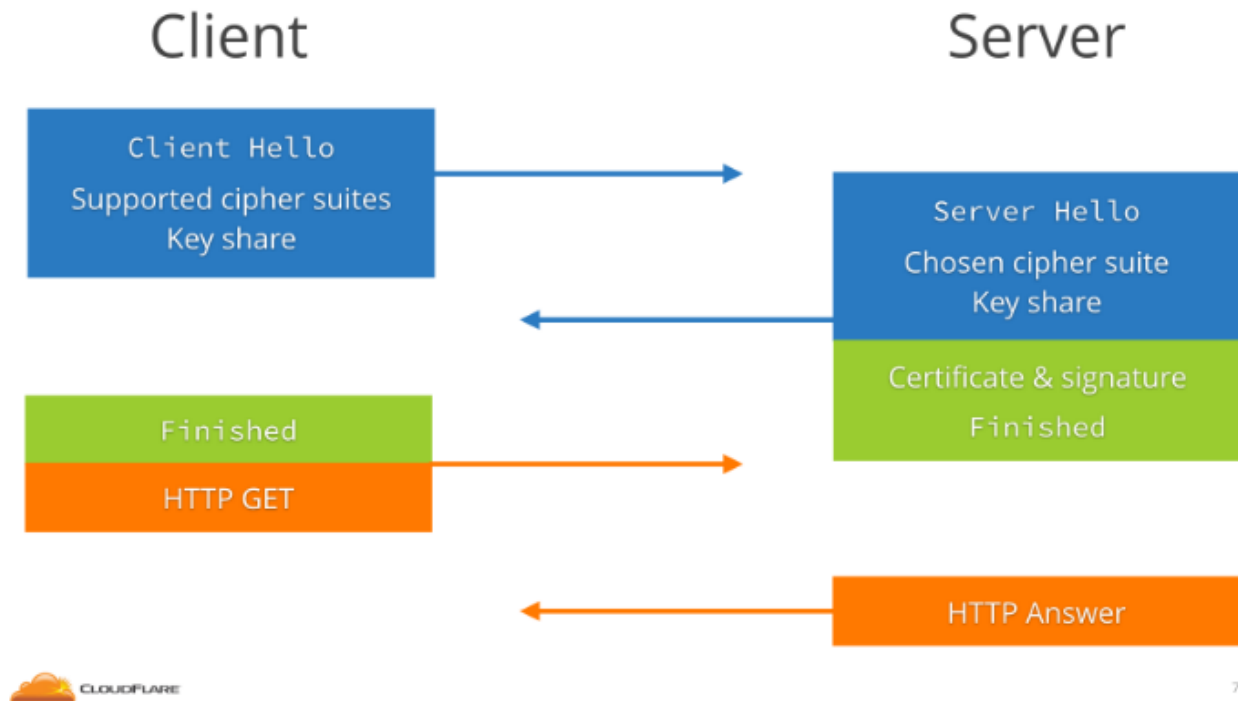 Client
Server
Client Hello
Supported cipher suites
Key share
Server Hello
Chosen cipher suite
Key share
Certificate & signature
Finished
Finished
HTTP GET
HTTP Answer
CLOUDFLARE
7